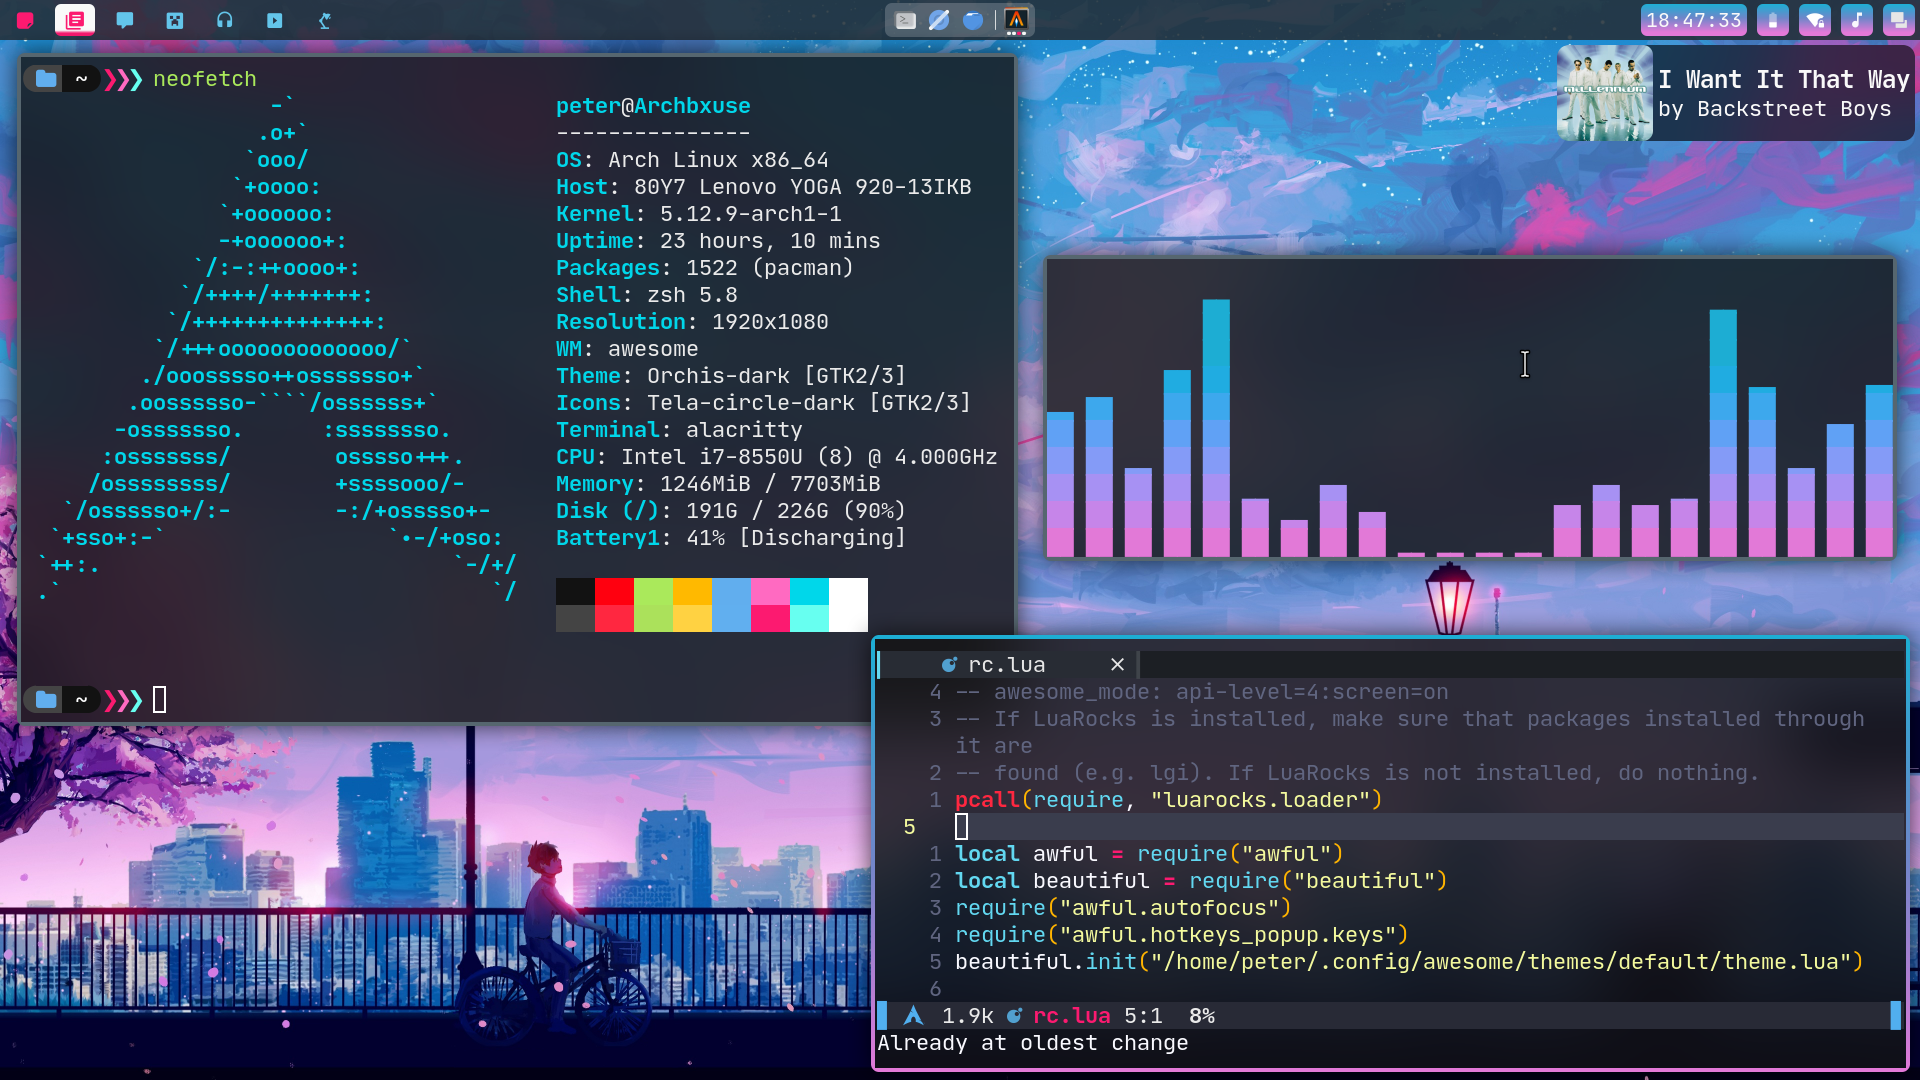 18:47:33
I Want It That Way
by Backstreet Boys
MILLENNIUM
~ ❯❯❯ neofetch
-`
.o+`
`ooo/
`+oooo:
`+oooooo:
-+oooooo+:
`/:-:++oooo+:
`/++++/+++++++:
`/++++++++++++++:
`/+++ooooooooooooo/`
./ooosssso++osssssso+`
.oossssso-````/ossssss+`
-osssssso.      :ssssssso.
:osssssss/        osssso+++.
/ossssssss/        +ssssooo/-
`/ossssso+/:-        -:/+osssso+-
`+sso+:-`                 `•-/+oso:
`++:.                           `-/+/
.`                                 `/
peter@Archbxuse
---------------
OS: Arch Linux x86_64
Host: 80Y7 Lenovo YOGA 920-13IKB
Kernel: 5.12.9-arch1-1
Uptime: 23 hours, 10 mins
Packages: 1522 (pacman)
Shell: zsh 5.8
Resolution: 1920x1080
WM: awesome
Theme: Orchis-dark [GTK2/3]
Icons: Tela-circle-dark [GTK2/3]
Terminal: alacritty
CPU: Intel i7-8550U (8) @ 4.000GHz
Memory: 1246MiB / 7703MiB
Disk (/): 191G / 226G (90%)
Battery1: 41% [Discharging]
~ ❯❯❯
rc.lua
4 -- awesome_mode: api-level=4:screen=on
3 -- If LuaRocks is installed, make sure that packages installed through
it are
2 -- found (e.g. lgi). If LuaRocks is not installed, do nothing.
1 pcall(require, "luarocks.loader")
5
1 local awful = require("awful")
2 local beautiful = require("beautiful")
3 require("awful.autofocus")
4 require("awful.hotkeys_popup.keys")
5 beautiful.init("/home/peter/.config/awesome/themes/default/theme.lua")
6
1.9k rc.lua 5:1 8%
Already at oldest change